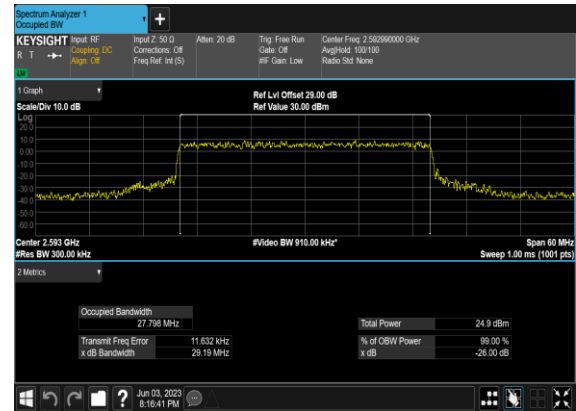 Spectrum Analyzer 1
Occupied BW
+
KEYSIGHT
R T
LNI
Input: RF
Coupling: DC
Align: Off
Input Z: 50 Ω
Corrections: Off
Freq Ref: Int (S)
Atten: 20 dB
Trig: Free Run
Gate: Off
#IF Gain: Low
Center Freq: 2.592990000 GHz
Avg|Hold: 100/100
Radio Std: None
1 Graph
Scale/Div 10.0 dB
Ref Lvl Offset 29.00 dB
Ref Value 30.00 dBm
Log
20.0
10.0
0.00
-10.0
-20.0
-30.0
-40.0
-50.0
-60.0
Center 2.593 GHz
#Res BW 300.00 kHz
#Video BW 910.00 kHz*
Span 60 MHz
Sweep 1.00 ms (1001 pts)
2 Metrics
Occupied Bandwidth
27.798 MHz
Transmit Freq Error 11.632 kHz
x dB Bandwidth 29.19 MHz
Total Power 24.9 dBm
% of OBW Power 99.00 %
x dB -26.00 dB
?
Jun 03, 2023
8:16:41 PM